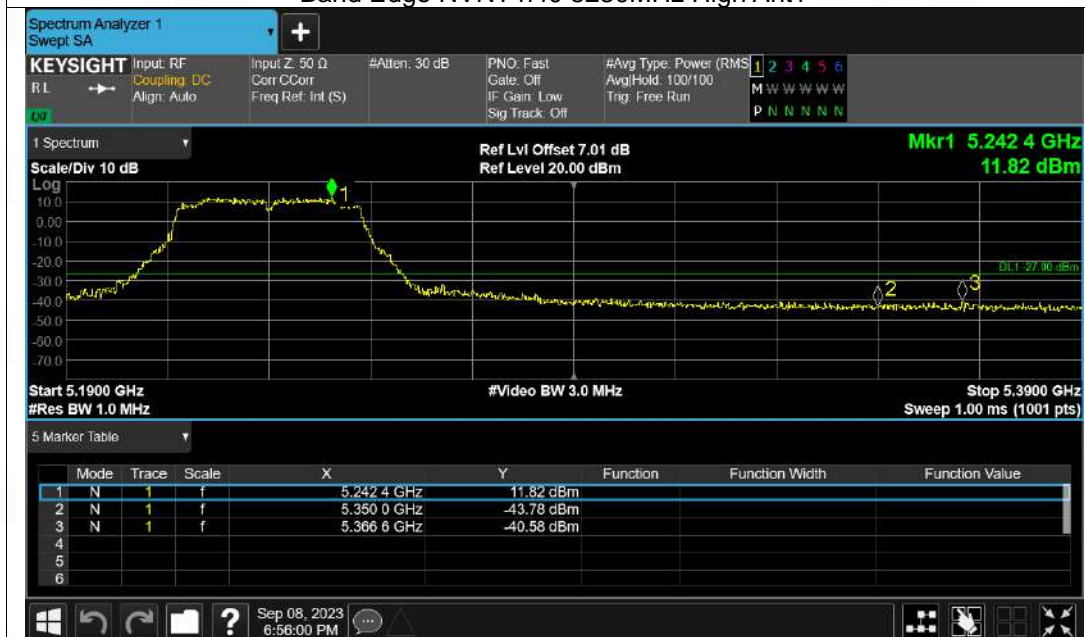 Spectrum Analyzer 1
Swept SA
+
KEYSIGHT Input: RF Input Z: 50 Ω #Atten: 30 dB PNO: Fast #Avg Type: Power (RMS 1 2 3 4 5 6
RL Coupling: DC Corr CCorr Gate: Off Avg|Hold: 100/100 M W W W W W
Align: Auto Freq Ref: Int (S) IF Gain: Low Trig: Free Run
Sig Track: Off P N N N N N
1 Spectrum
Ref Lvl Offset 7.01 dB Mkr1 5.242 4 GHz
Scale/Div 10 dB Ref Level 20.00 dBm 11.82 dBm
Log
10.0
0.00
-10.0
-20.0
-30.0
-40.0
-50.0
-60.0
-70.0
1
DL1 -27.00 dBm
2
3
Start 5.1900 GHz #Video BW 3.0 MHz Stop 5.3900 GHz
#Res BW 1.0 MHz Sweep 1.00 ms (1001 pts)
5 Marker Table
Mode Trace Scale X Y Function Function Width Function Value
1 N 1 f 5.242 4 GHz 11.82 dBm
2 N 1 f 5.350 0 GHz -43.78 dBm
3 N 1 f 5.366 6 GHz -40.58 dBm
4
5
6
? Sep 08, 2023
6:56:00 PM